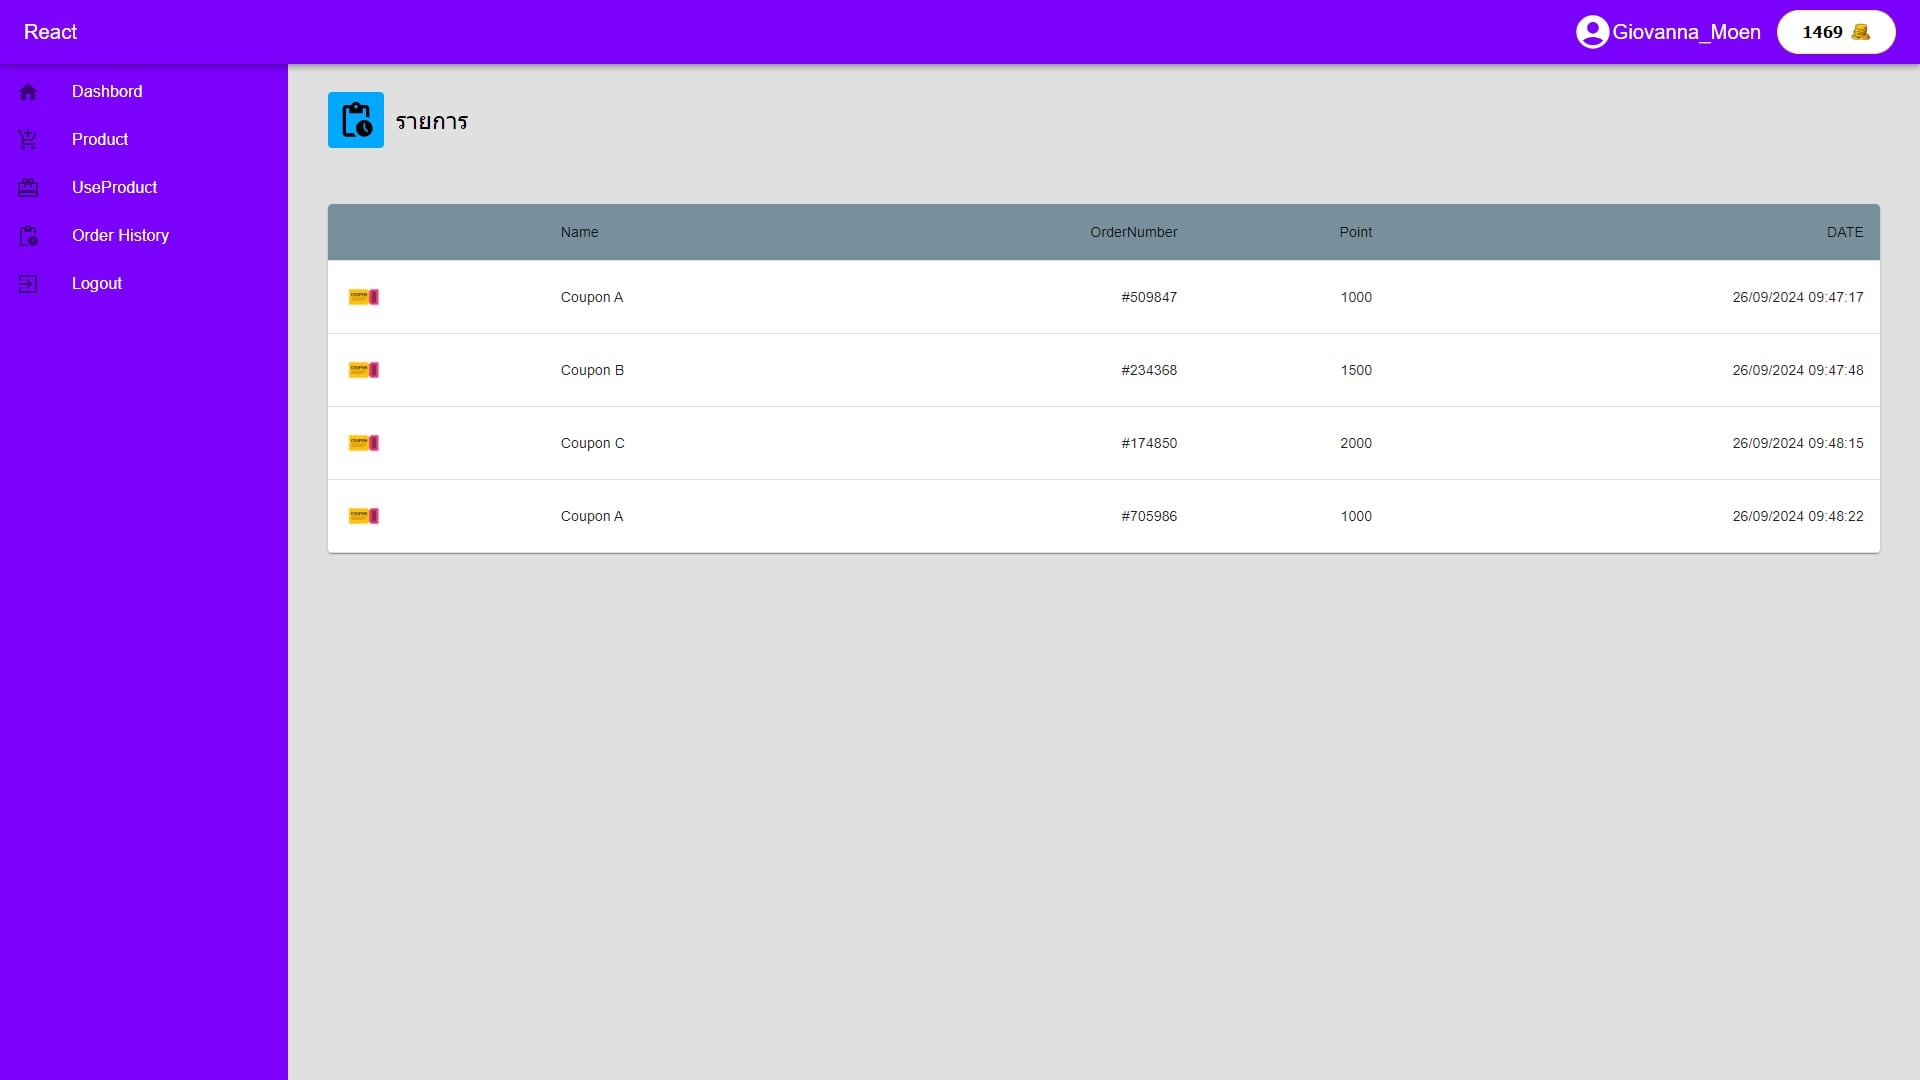 React
Giovanna_Moen
1469
Dashbord
Product
UseProduct
Order History
Logout
รายการ
Name OrderNumber Point DATE
Coupon A #509847 1000 26/09/2024 09:47:17
Coupon B #234368 1500 26/09/2024 09:47:48
Coupon C #174850 2000 26/09/2024 09:48:15
Coupon A #705986 1000 26/09/2024 09:48:22